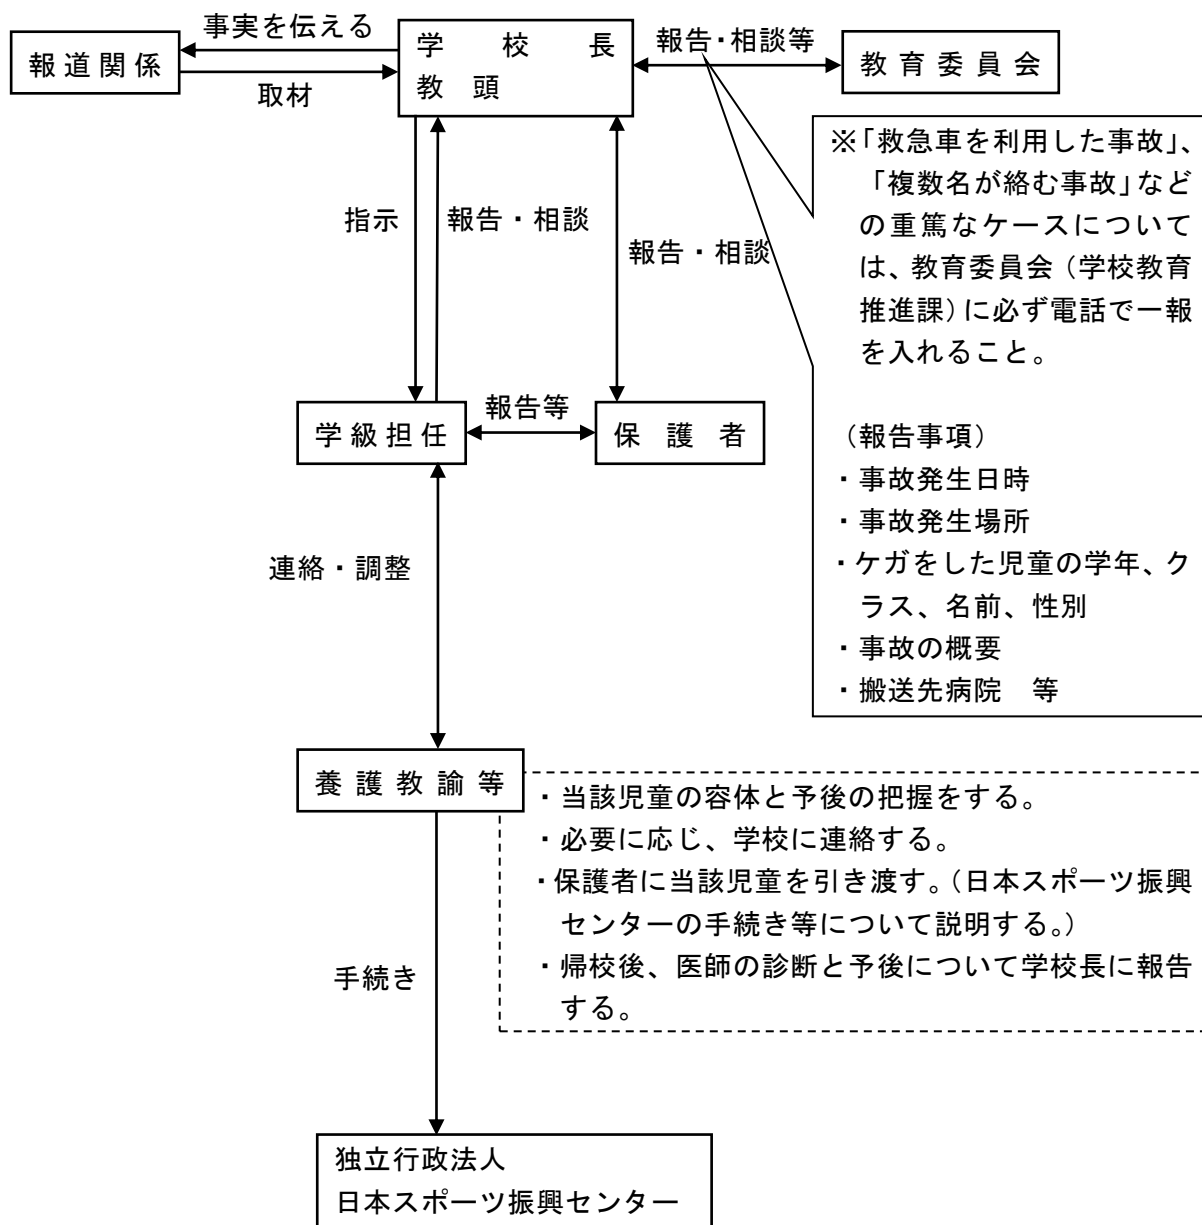 事実を伝える
報道関係
取材
学校長
教頭
報告・相談等
教育委員会
※「救急車を利用した事故」、
「複数名が絡む事故」など
の重篤なケースについて
は、教育委員会（学校教育
推進課）に必ず電話で一報
を入れること。
（報告事項）
・事故発生日時
・事故発生場所
・ケガをした児童の学年、ク
ラス、名前、性別
・事故の概要
・搬送先病院　等
指示
報告・相談
報告・相談
学級担任
報告等
保護者
連絡・調整
養護教諭等
・当該児童の容体と予後の把握をする。
・必要に応じ、学校に連絡する。
・保護者に当該児童を引き渡す。（日本スポーツ振興
センターの手続き等について説明する。）
・帰校後、医師の診断と予後について学校長に報告
する。
手続き
独立行政法人
日本スポーツ振興センター